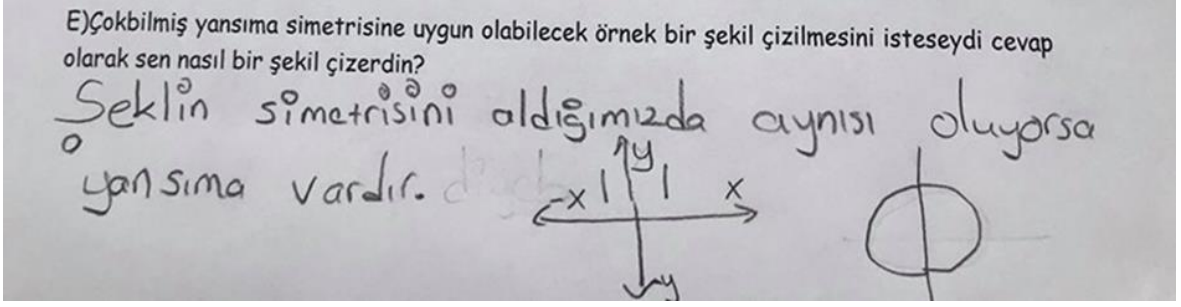 E)Çokbilmiş yansıma simetrisine uygun olabilecek örnek bir şekil çizilmesini isteseydi cevap
olarak sen nasıl bir şekil çizerdin?
Seklin simetrisini aldığımızda aynısı oluyorsa
yansıma vardır.
y
-x x
-y